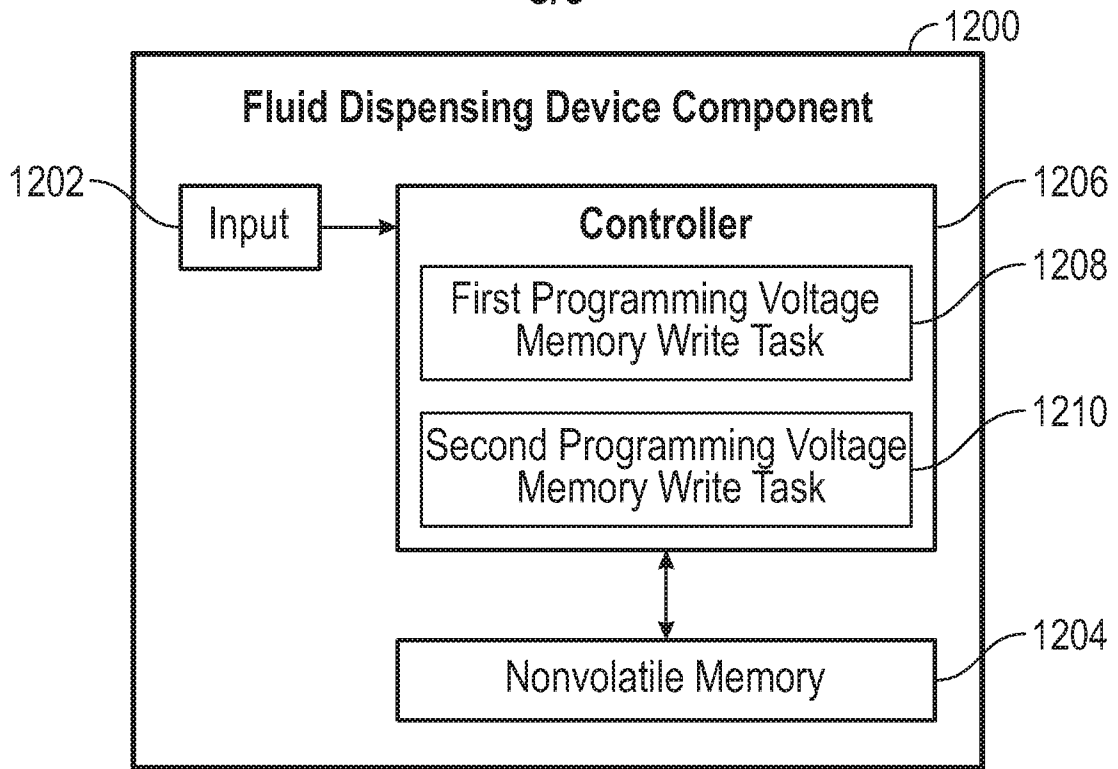 1200
Fluid Dispensing Device Component
1202
Input
Controller
1206
First Programming Voltage
Memory Write Task
1208
Second Programming Voltage
Memory Write Task
1210
Nonvolatile Memory
1204